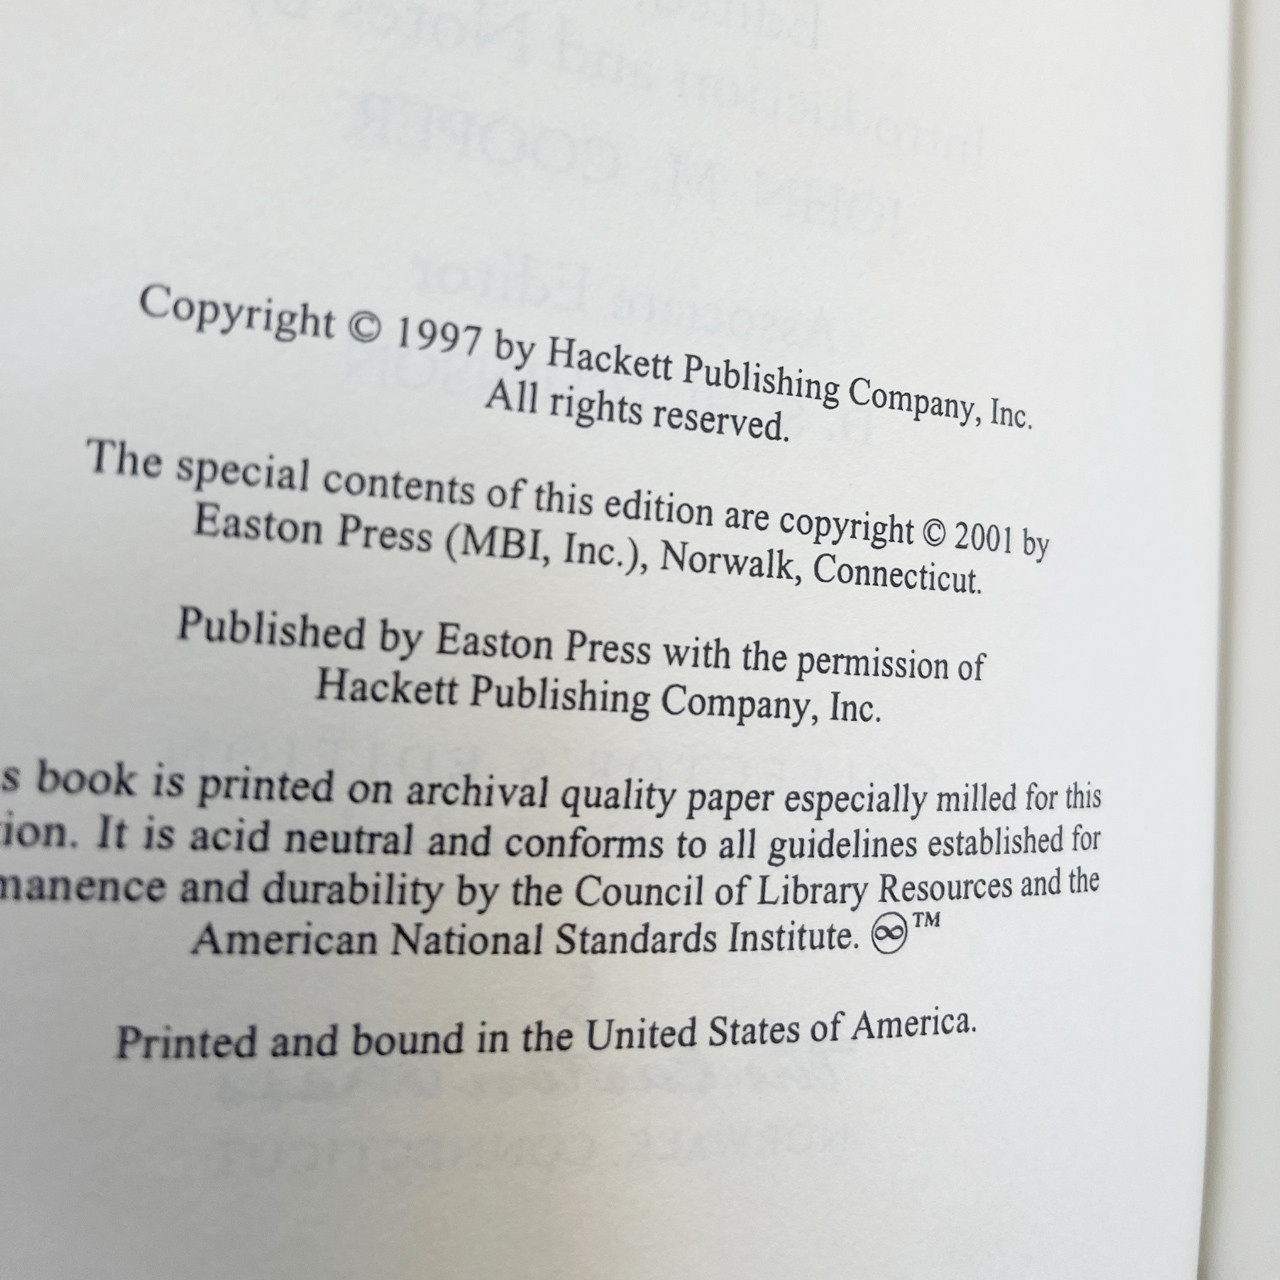 Copyright © 1997 by Hackett Publishing Company, Inc.
All rights reserved.
The special contents of this edition are copyright © 2001 by
Easton Press (MBI, Inc.), Norwalk, Connecticut.
Published by Easton Press with the permission of
Hackett Publishing Company, Inc.
s book is printed on archival quality paper especially milled for this
ion. It is acid neutral and conforms to all guidelines established for
manence and durability by the Council of Library Resources and the
American National Standards Institute. ♾™
Printed and bound in the United States of America.